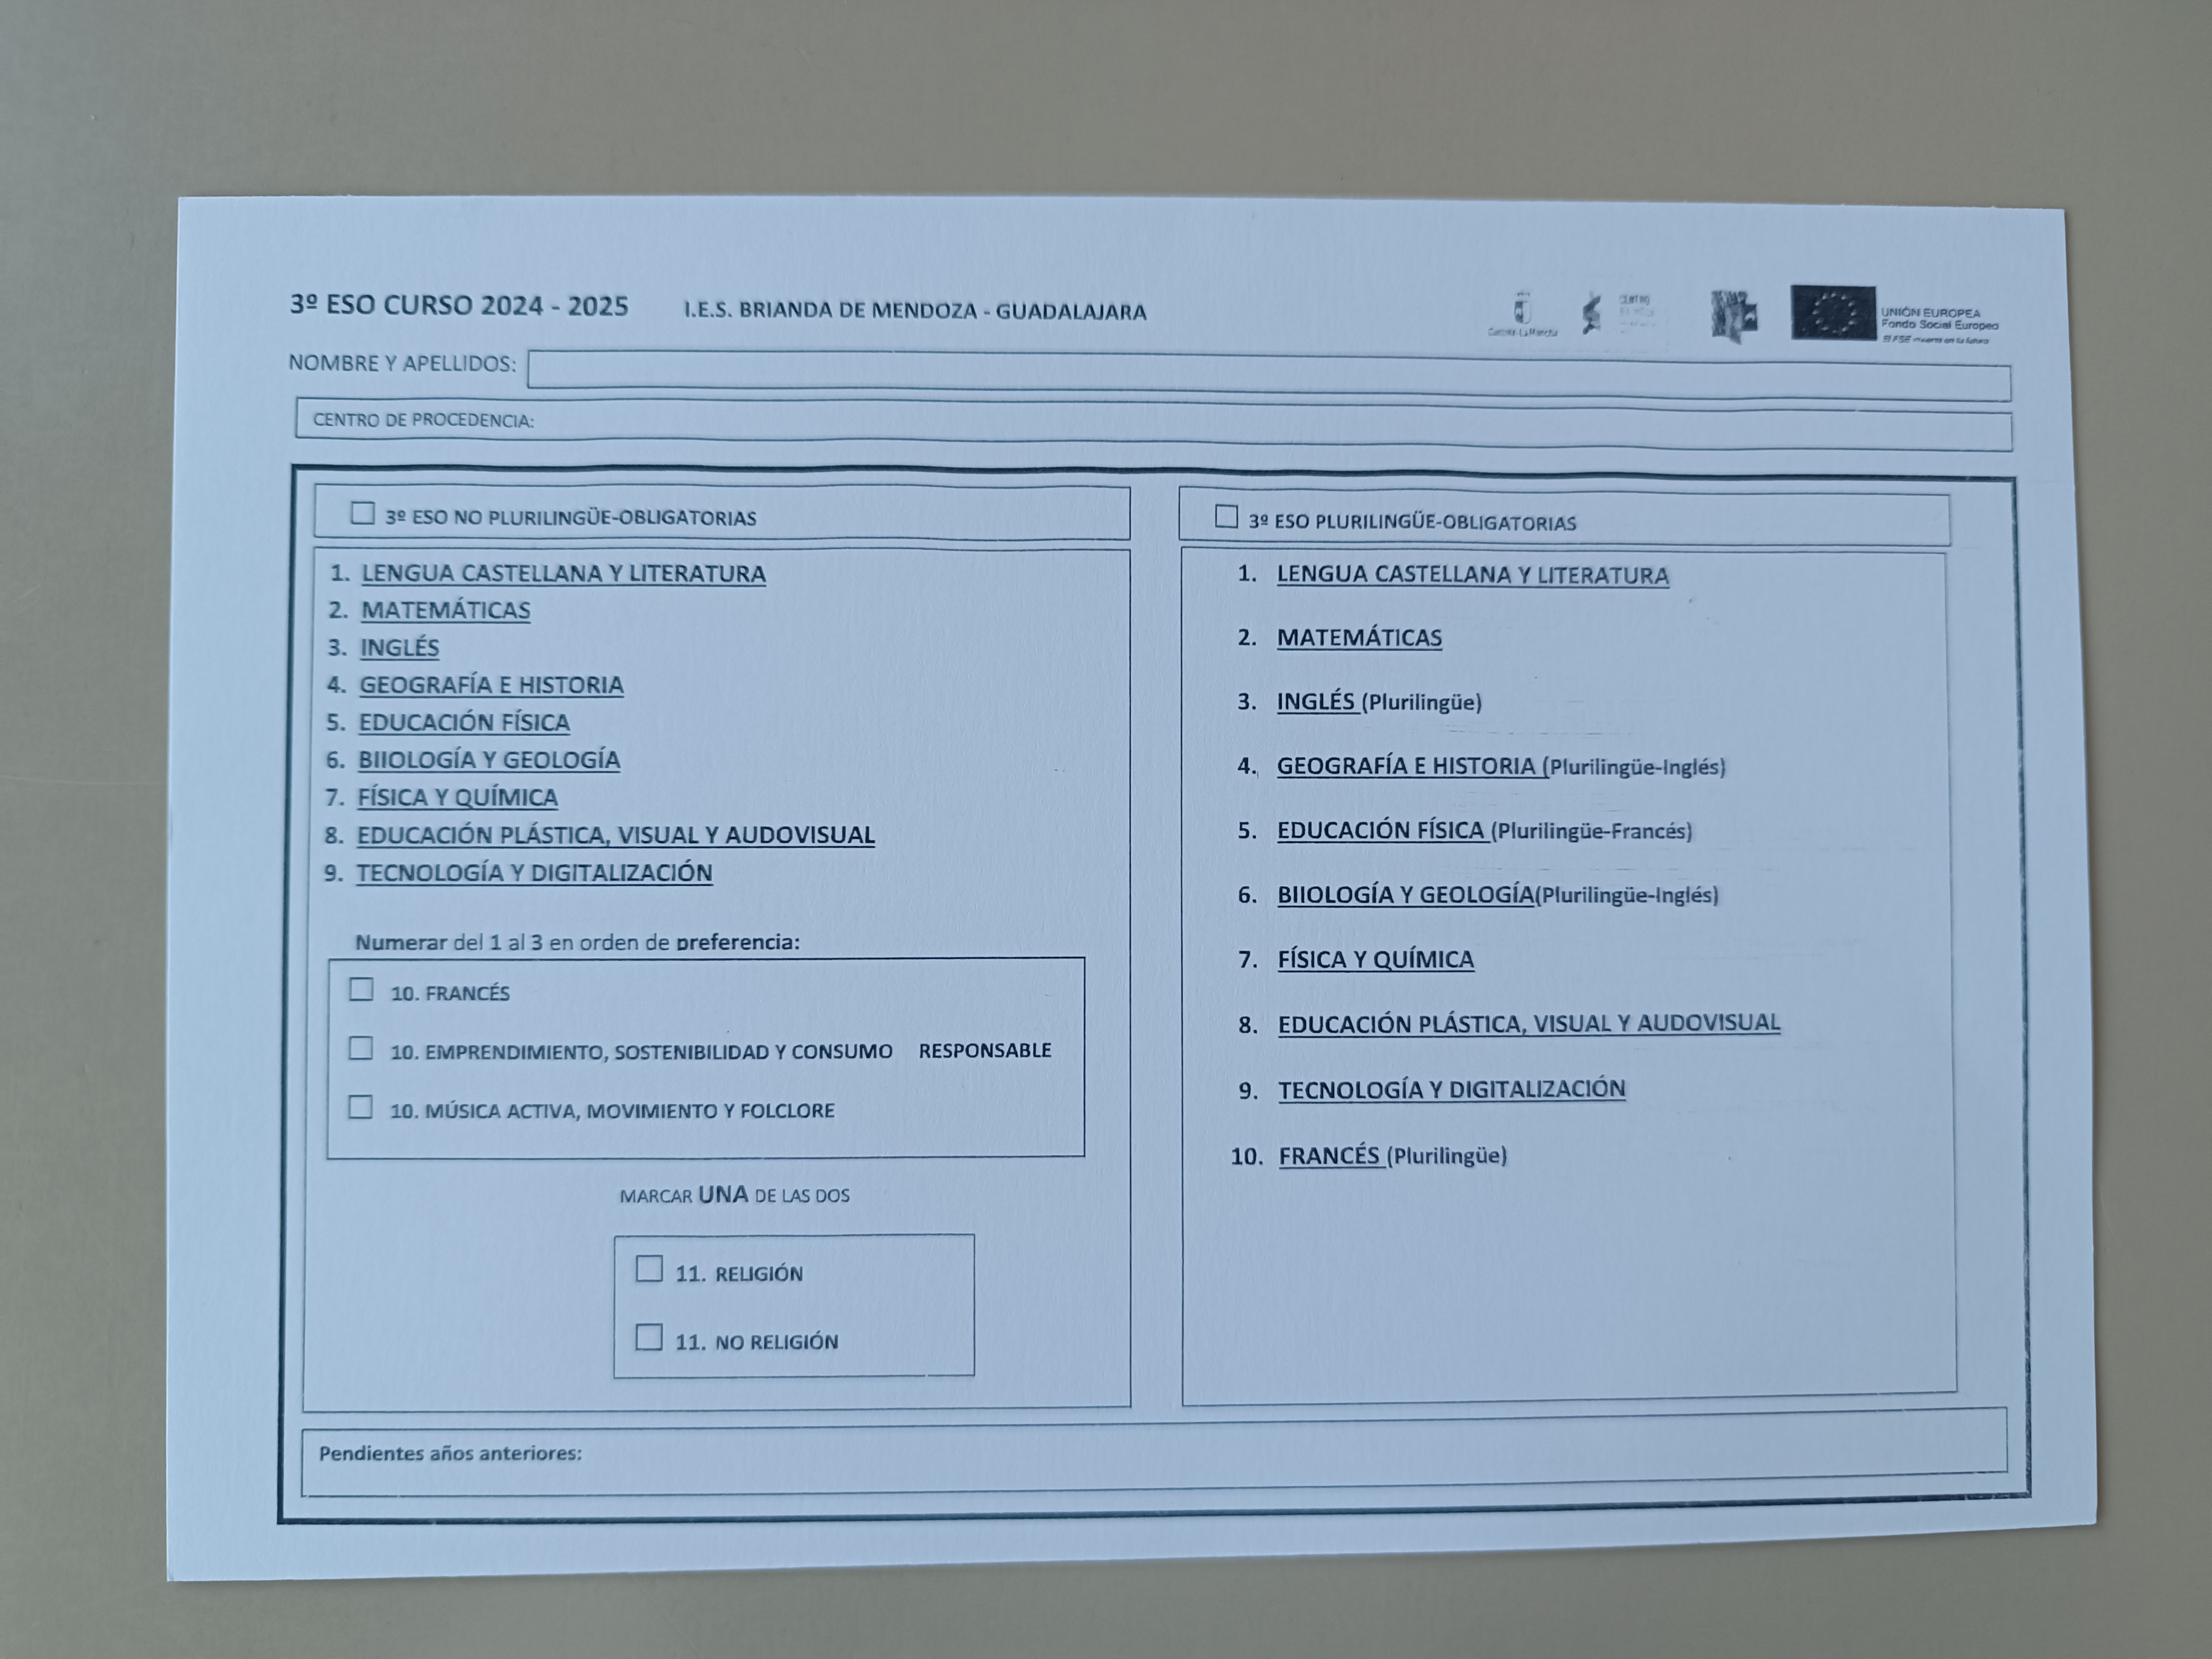 3º ESO CURSO 2024 - 2025 I.E.S. BRIANDA DE MENDOZA - GUADALAJARA
Castilla-La Mancha
CENTRO
UNIÓN EUROPEA
Fondo Social Europeo
El FSE invierte en tu futuro
NOMBRE Y APELLIDOS:
CENTRO DE PROCEDENCIA:
3º ESO NO PLURILINGÜE-OBLIGATORIAS
1. LENGUA CASTELLANA Y LITERATURA
2. MATEMÁTICAS
3. INGLÉS
4. GEOGRAFÍA E HISTORIA
5. EDUCACIÓN FÍSICA
6. BIIOLOGÍA Y GEOLOGÍA
7. FÍSICA Y QUÍMICA
8. EDUCACIÓN PLÁSTICA, VISUAL Y AUDOVISUAL
9. TECNOLOGÍA Y DIGITALIZACIÓN
Numerar del 1 al 3 en orden de preferencia:
10. FRANCÉS
10. EMPRENDIMIENTO, SOSTENIBILIDAD Y CONSUMO RESPONSABLE
10. MÚSICA ACTIVA, MOVIMIENTO Y FOLCLORE
MARCAR UNA DE LAS DOS
11. RELIGIÓN
11. NO RELIGIÓN
3º ESO PLURILINGÜE-OBLIGATORIAS
1. LENGUA CASTELLANA Y LITERATURA
2. MATEMÁTICAS
3. INGLÉS (Plurilingüe)
4. GEOGRAFÍA E HISTORIA (Plurilingüe-Inglés)
5. EDUCACIÓN FÍSICA (Plurilingüe-Francés)
6. BIIOLOGÍA Y GEOLOGÍA(Plurilingüe-Inglés)
7. FÍSICA Y QUÍMICA
8. EDUCACIÓN PLÁSTICA, VISUAL Y AUDOVISUAL
9. TECNOLOGÍA Y DIGITALIZACIÓN
10. FRANCÉS (Plurilingüe)
Pendientes años anteriores: